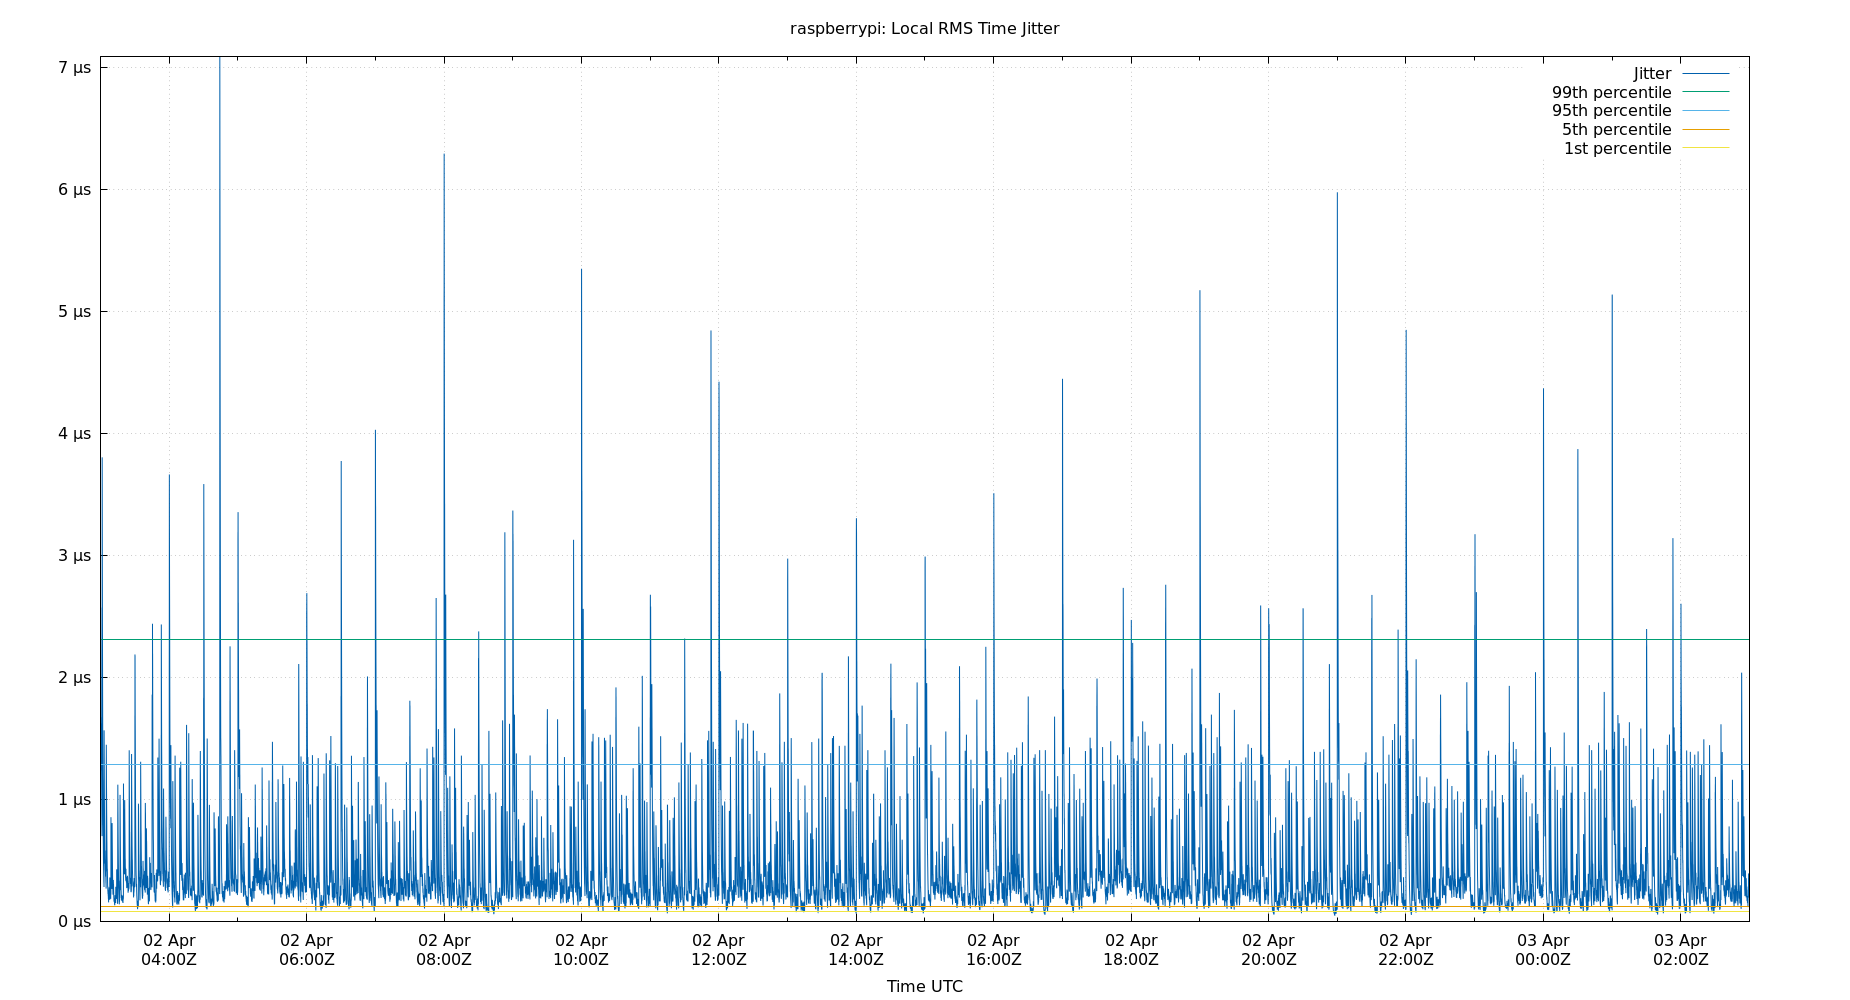 raspberrypi: Local RMS Time Jitter
7 µs
6 µs
5 µs
4 µs
3 µs
2 µs
1 µs
0 µs
Jitter
99th percentile
95th percentile
5th percentile
1st percentile
02 Apr 02 Apr 02 Apr 02 Apr 02 Apr 02 Apr 02 Apr 02 Apr 02 Apr 02 Apr 03 Apr 03 Apr
04:00Z 06:00Z 08:00Z 10:00Z 12:00Z 14:00Z 16:00Z 18:00Z 20:00Z 22:00Z 00:00Z 02:00Z
Time UTC